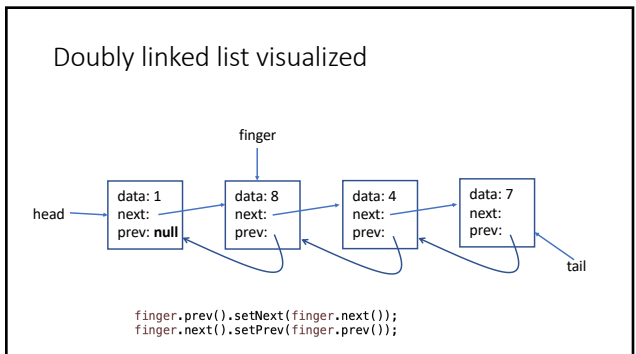 Doubly linked list visualized
finger
head
data: 1
next:
prev: null
data: 8
next:
prev:
data: 4
next:
prev:
data: 7
next:
prev:
tail
finger.prev().setNext(finger.next());
finger.next().setPrev(finger.prev());